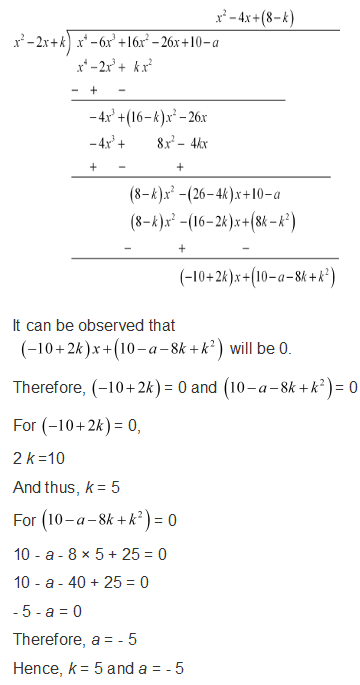 x² – 4x + (8 – k)
x² – 2x + k) x⁴ – 6x³ + 16x² – 26x + 10 – a
x⁴ – 2x³ + kx²
– + –
– 4x³ + (16 – k)x² – 26x
– 4x³ + 8x² – 4kx
+ – +
(8 – k)x² – (26 – 4k)x + 10 – a
(8 – k)x² – (16 – 2k)x + (8k – k²)
– + –
(–10 + 2k)x + (10 – a – 8k + k²)
It can be observed that
(–10 + 2k)x + (10 – a – 8k + k²) will be 0.
Therefore, (–10 + 2k) = 0 and (10 – a – 8k + k²) = 0
For (–10 + 2k) = 0,
2 k =10
And thus, k = 5
For (10 – a – 8k + k²) = 0
10 - a - 8 × 5 + 25 = 0
10 - a - 40 + 25 = 0
- 5 - a = 0
Therefore, a = - 5
Hence, k = 5 and a = - 5